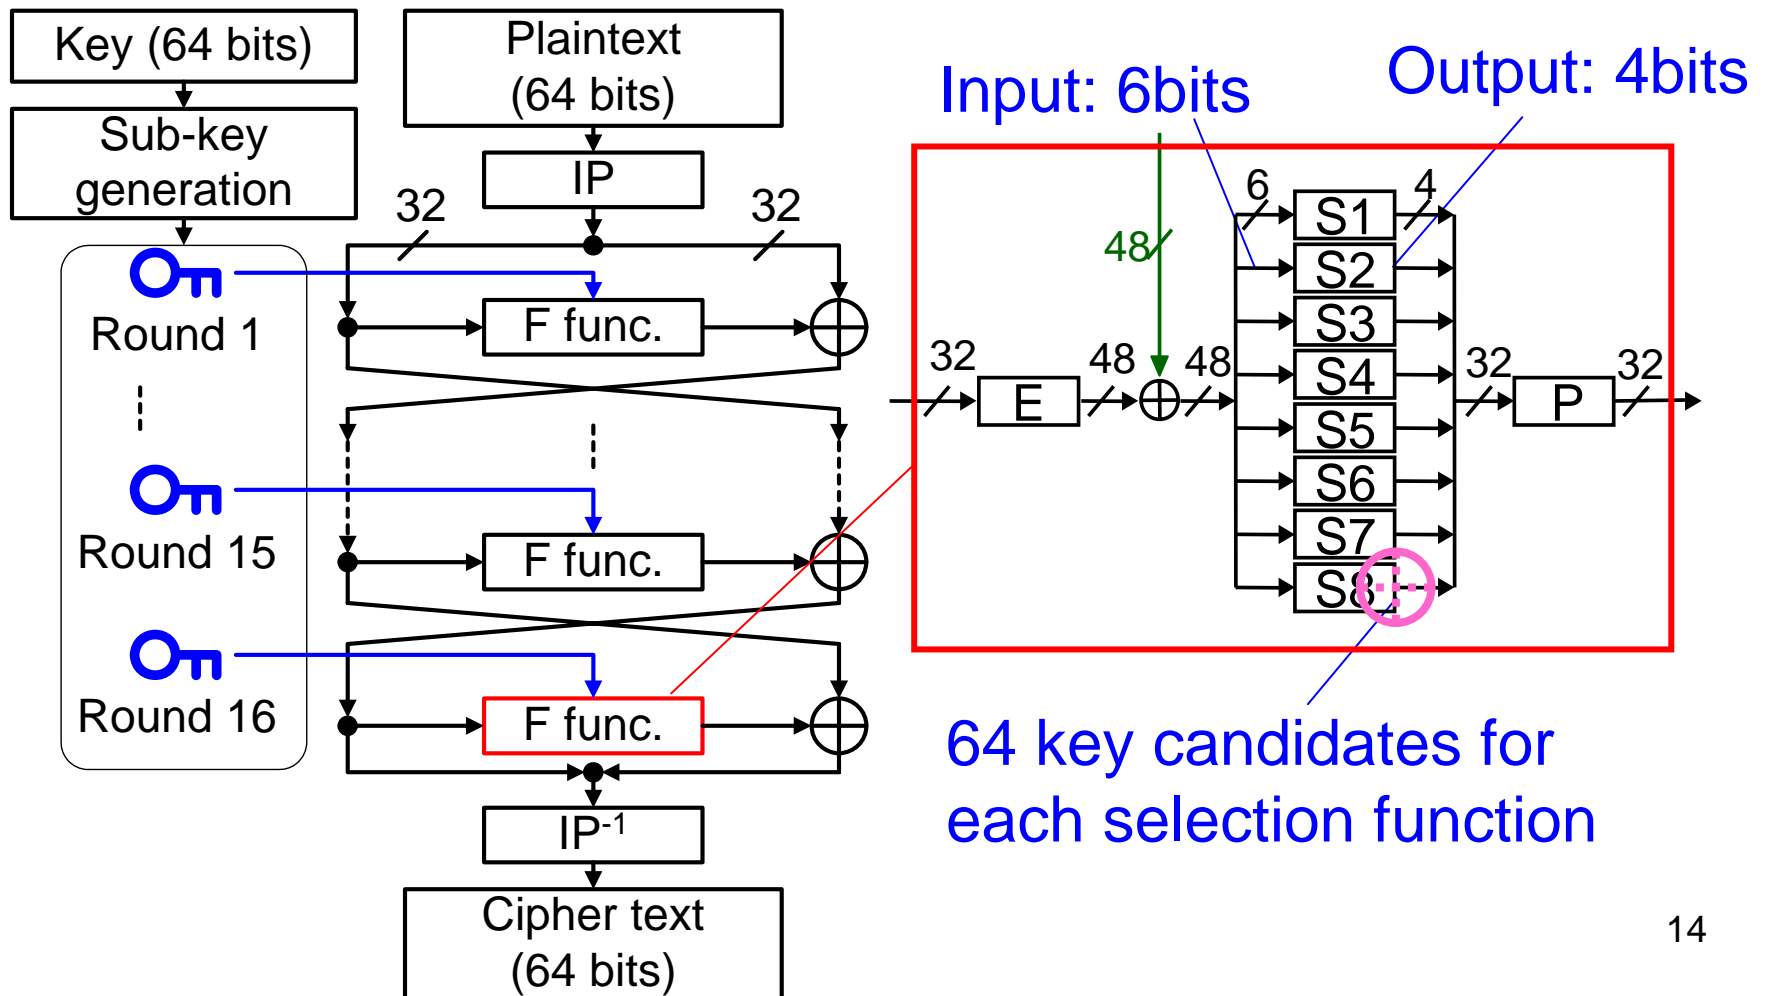 Key (64 bits)
Sub-key
generation
Round 1
Round 15
Round 16
Plaintext
(64 bits)
IP
32
32
F func.
F func.
F func.
IP-1
Cipher text
(64 bits)
Input: 6bits
Output: 4bits
48
6
4
S1
S2
S3
S4
S5
S6
S7
S8
32
E
48
48
32
P
32
64 key candidates for
each selection function
14